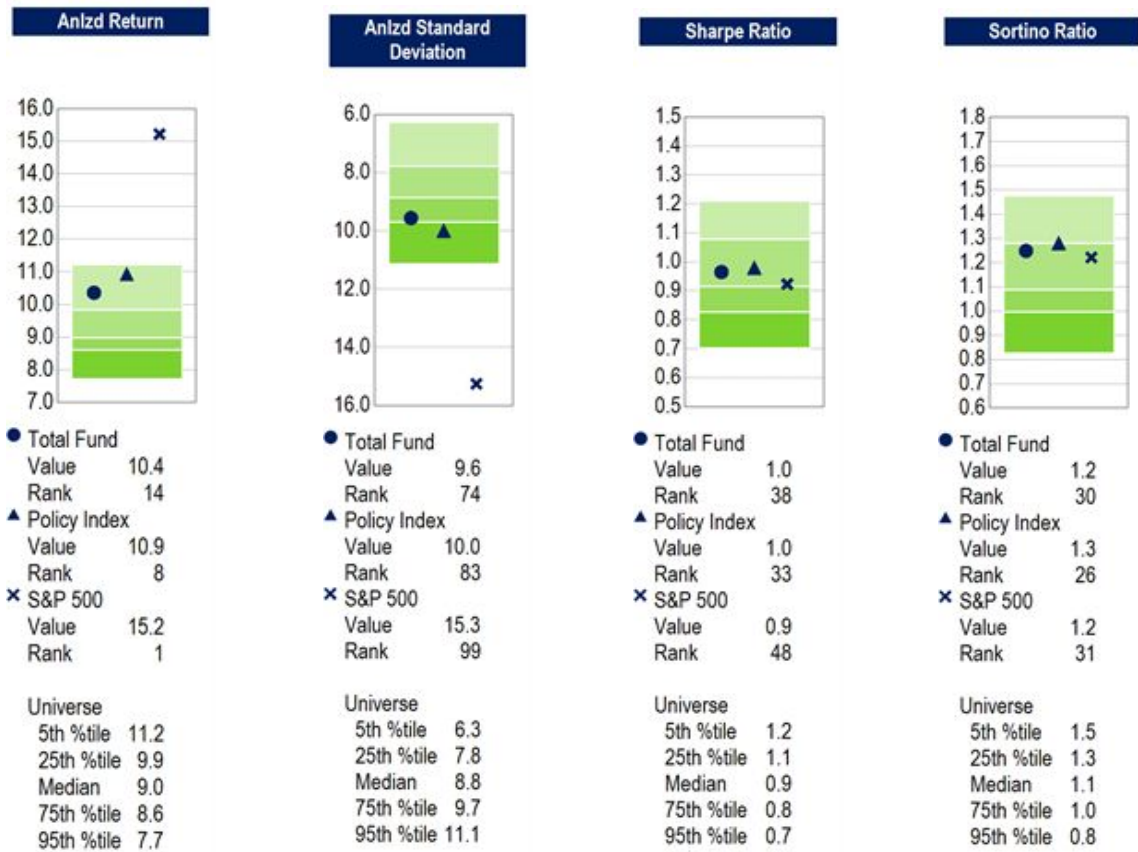 Anlzd Return
16.0
15.0
14.0
13.0
12.0
11.0
10.0
9.0
8.0
7.0
● Total Fund
Value 10.4
Rank 14
▲ Policy Index
Value 10.9
Rank 8
× S&P 500
Value 15.2
Rank 1
Universe
5th %tile 11.2
25th %tile 9.9
Median 9.0
75th %tile 8.6
95th %tile 7.7
Anlzd Standard
Deviation
6.0
8.0
10.0
12.0
14.0
16.0
● Total Fund
Value 9.6
Rank 74
▲ Policy Index
Value 10.0
Rank 83
× S&P 500
Value 15.3
Rank 99
Universe
5th %tile 6.3
25th %tile 7.8
Median 8.8
75th %tile 9.7
95th %tile 11.1
Sharpe Ratio
1.5
1.4
1.3
1.2
1.1
1.0
0.9
0.8
0.7
0.6
0.5
● Total Fund
Value 1.0
Rank 38
▲ Policy Index
Value 1.0
Rank 33
× S&P 500
Value 0.9
Rank 48
Universe
5th %tile 1.2
25th %tile 1.1
Median 0.9
75th %tile 0.8
95th %tile 0.7
Sortino Ratio
1.8
1.7
1.6
1.5
1.4
1.3
1.2
1.1
1.0
0.9
0.8
0.7
0.6
● Total Fund
Value 1.2
Rank 30
▲ Policy Index
Value 1.3
Rank 26
× S&P 500
Value 1.2
Rank 31
Universe
5th %tile 1.5
25th %tile 1.3
Median 1.1
75th %tile 1.0
95th %tile 0.8